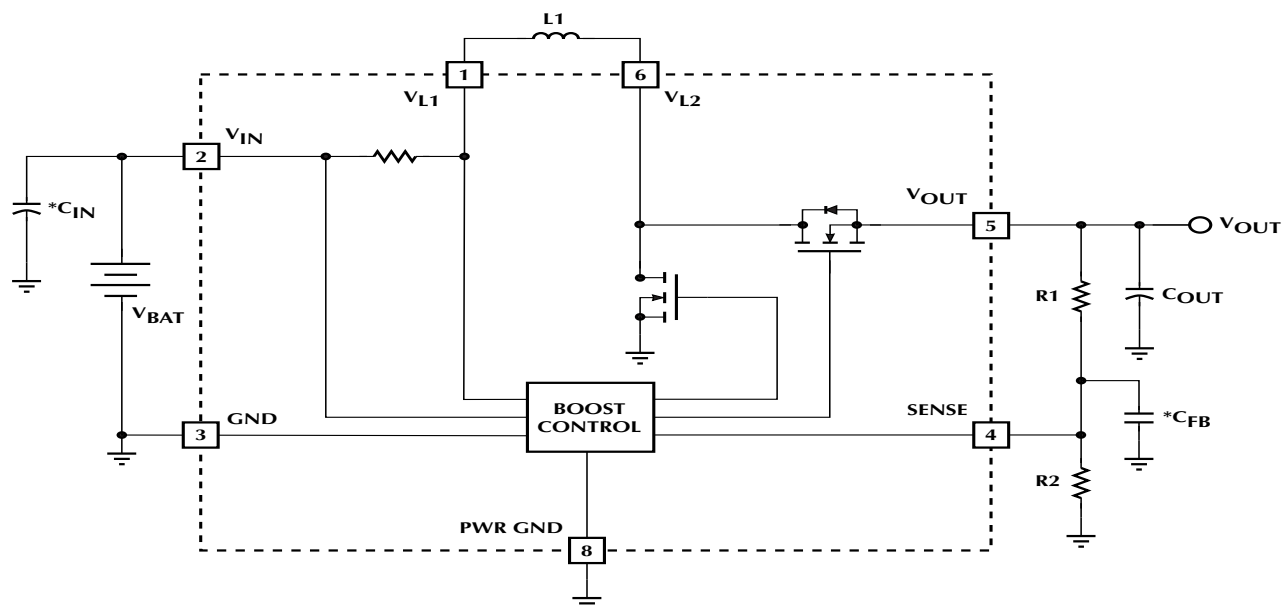 L1
1
6
VL1
VL2
VIN
2
*CIN
VOUT
5
VOUT
VBAT
R1
COUT
GND
3
BOOST
CONTROL
SENSE
4
*CFB
R2
PWR GND
8